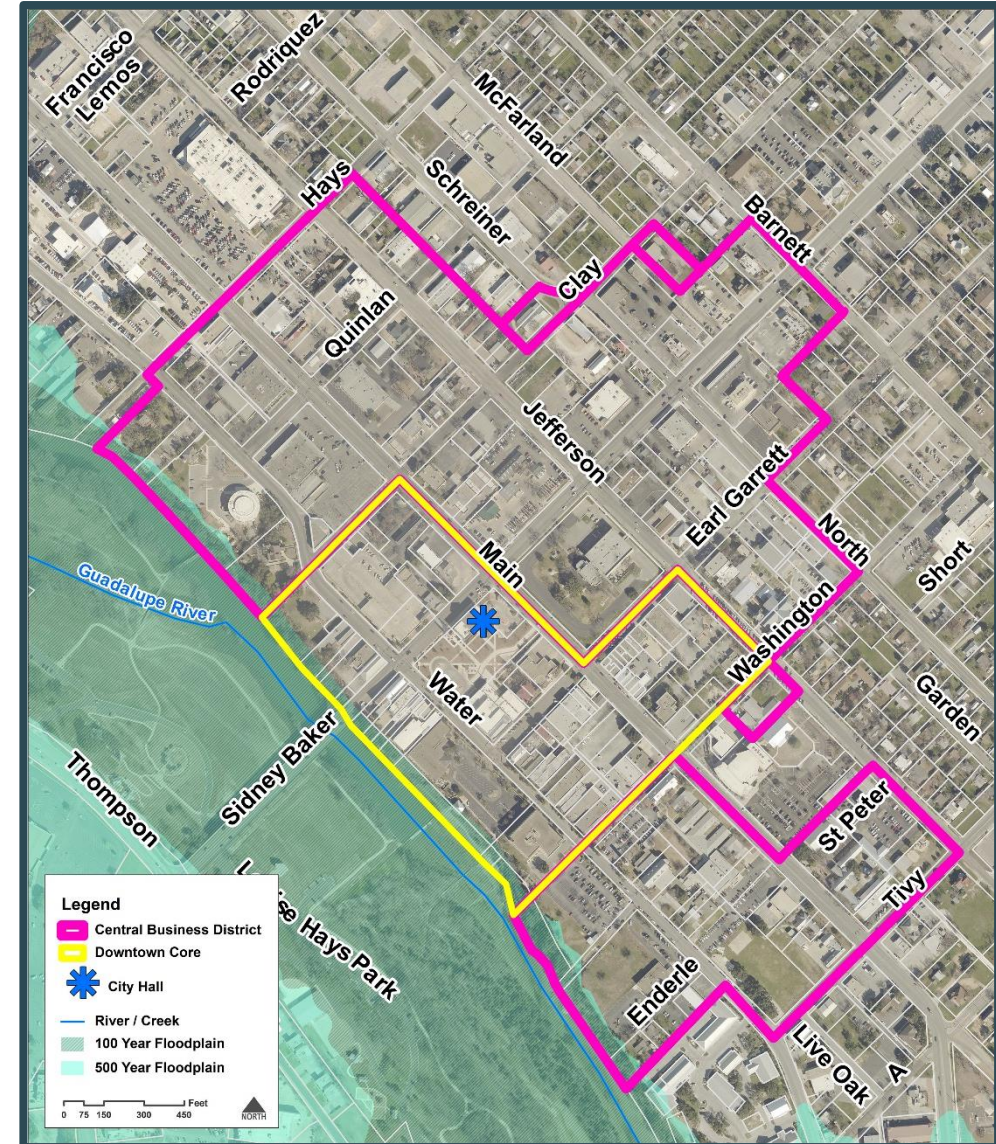 Francisco
Lemos
Rodriquez
McFarland
Hays
Schreiner
Barnett
Clay
Quinlan
Jefferson
Earl Garrett
North
Short
Main
Guadalupe River
Washington
Water
Garden
Sidney Baker
Thompson
St Peter
Tivy
Hays Park
Enderle
Live Oak
A
Legend
Central Business District
Downtown Core
City Hall
River / Creek
100 Year Floodplain
500 Year Floodplain
Feet
0 75 150 300 450
NORTH